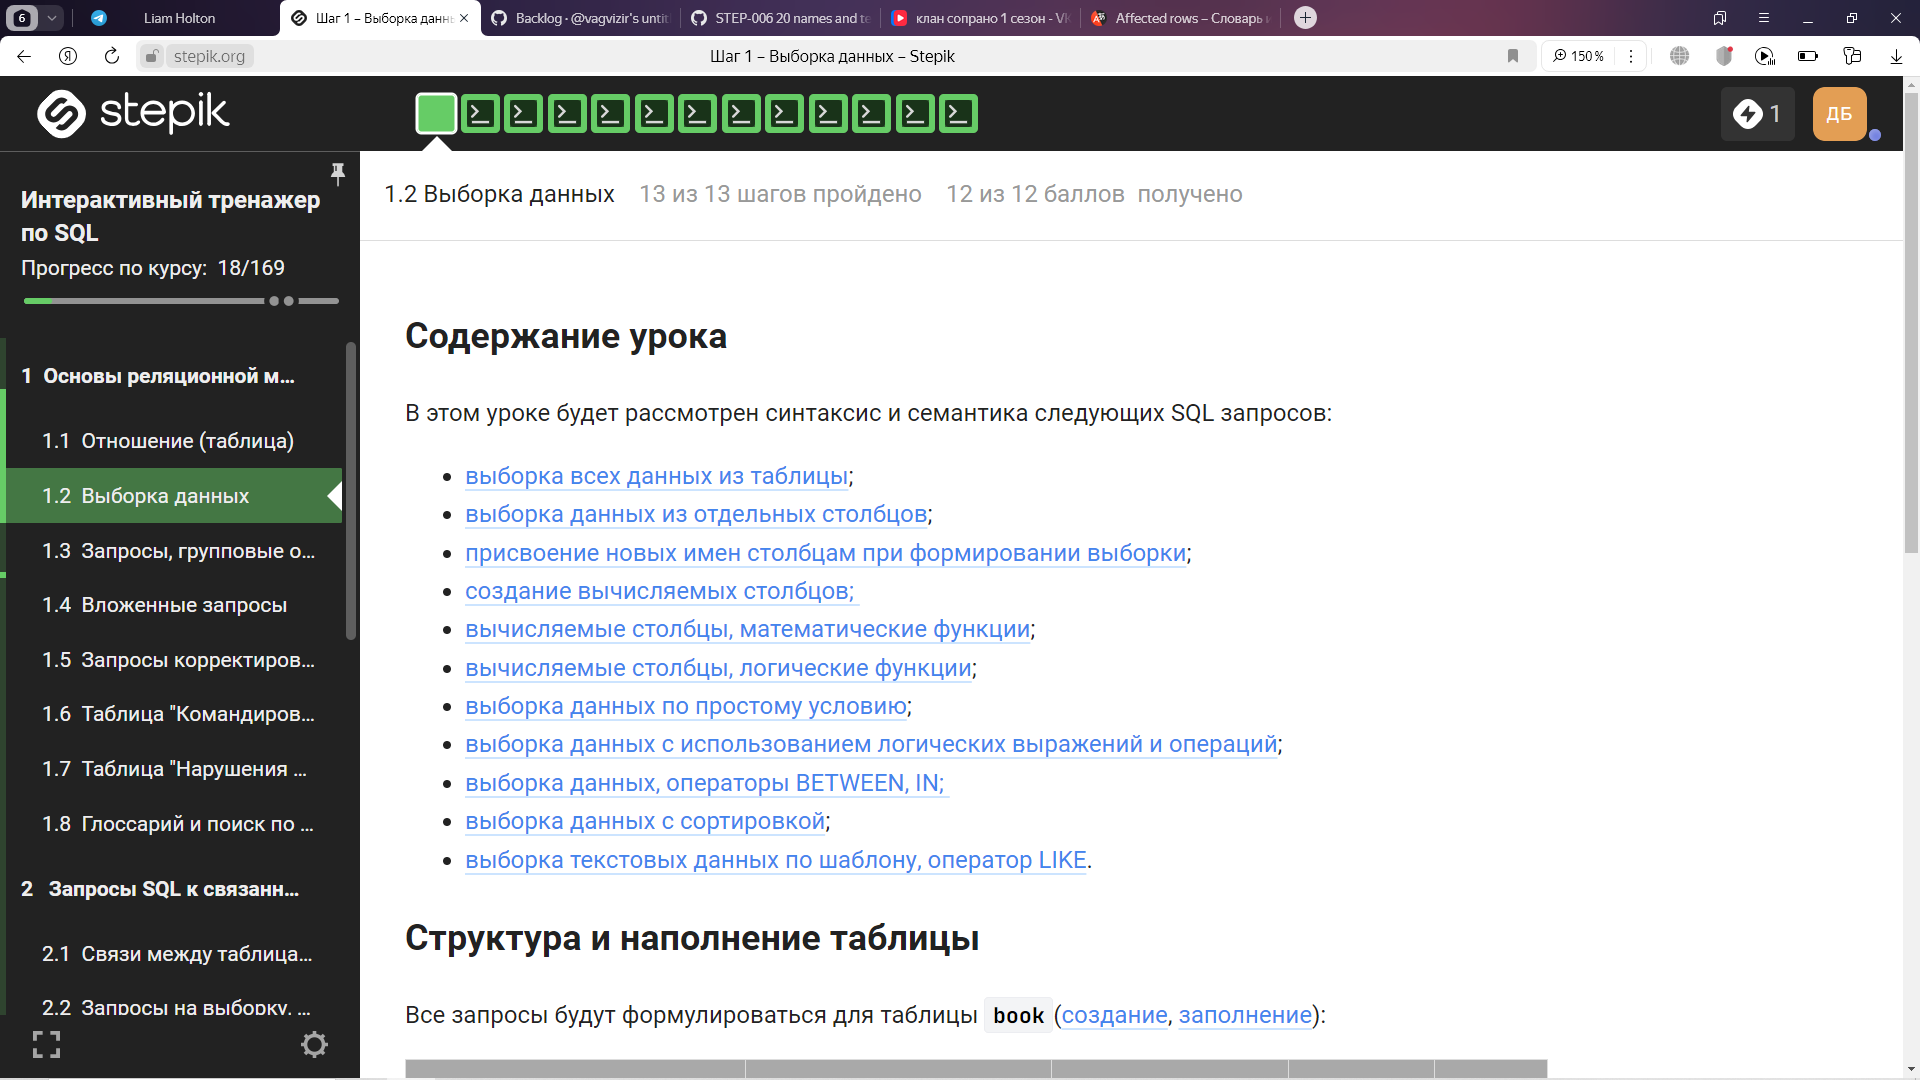 6
Liam Holton
Шаг 1 – Выборка данн
Backlog · @vagvizir's unti
STEP-006 20 names and te
клан сопрано 1 сезон - VK
Affected rows – Словарь
stepik.org
Шаг 1 – Выборка данных – Stepik
150 %
stepik
1
ДБ
Интерактивный тренажер
по SQL
Прогресс по курсу: 18/169
1 Основы реляционной м...
1.1 Отношение (таблица)
1.2 Выборка данных
1.3 Запросы, групповые о...
1.4 Вложенные запросы
1.5 Запросы корректиров...
1.6 Таблица "Командиров...
1.7 Таблица "Нарушения ...
1.8 Глоссарий и поиск по ...
2 Запросы SQL к связанн...
2.1 Связи между таблица...
2.2 Запросы на выборку. ...
1.2 Выборка данных 13 из 13 шагов пройдено 12 из 12 баллов получено
Содержание урока
В этом уроке будет рассмотрен синтаксис и семантика следующих SQL запросов:
выборка всех данных из таблицы;
выборка данных из отдельных столбцов;
присвоение новых имен столбцам при формировании выборки;
создание вычисляемых столбцов;
вычисляемые столбцы, математические функции;
вычисляемые столбцы, логические функции;
выборка данных по простому условию;
выборка данных с использованием логических выражений и операций;
выборка данных, операторы BETWEEN, IN;
выборка данных с сортировкой;
выборка текстовых данных по шаблону, оператор LIKE.
Структура и наполнение таблицы
Все запросы будут формулироваться для таблицы book (создание, заполнение):